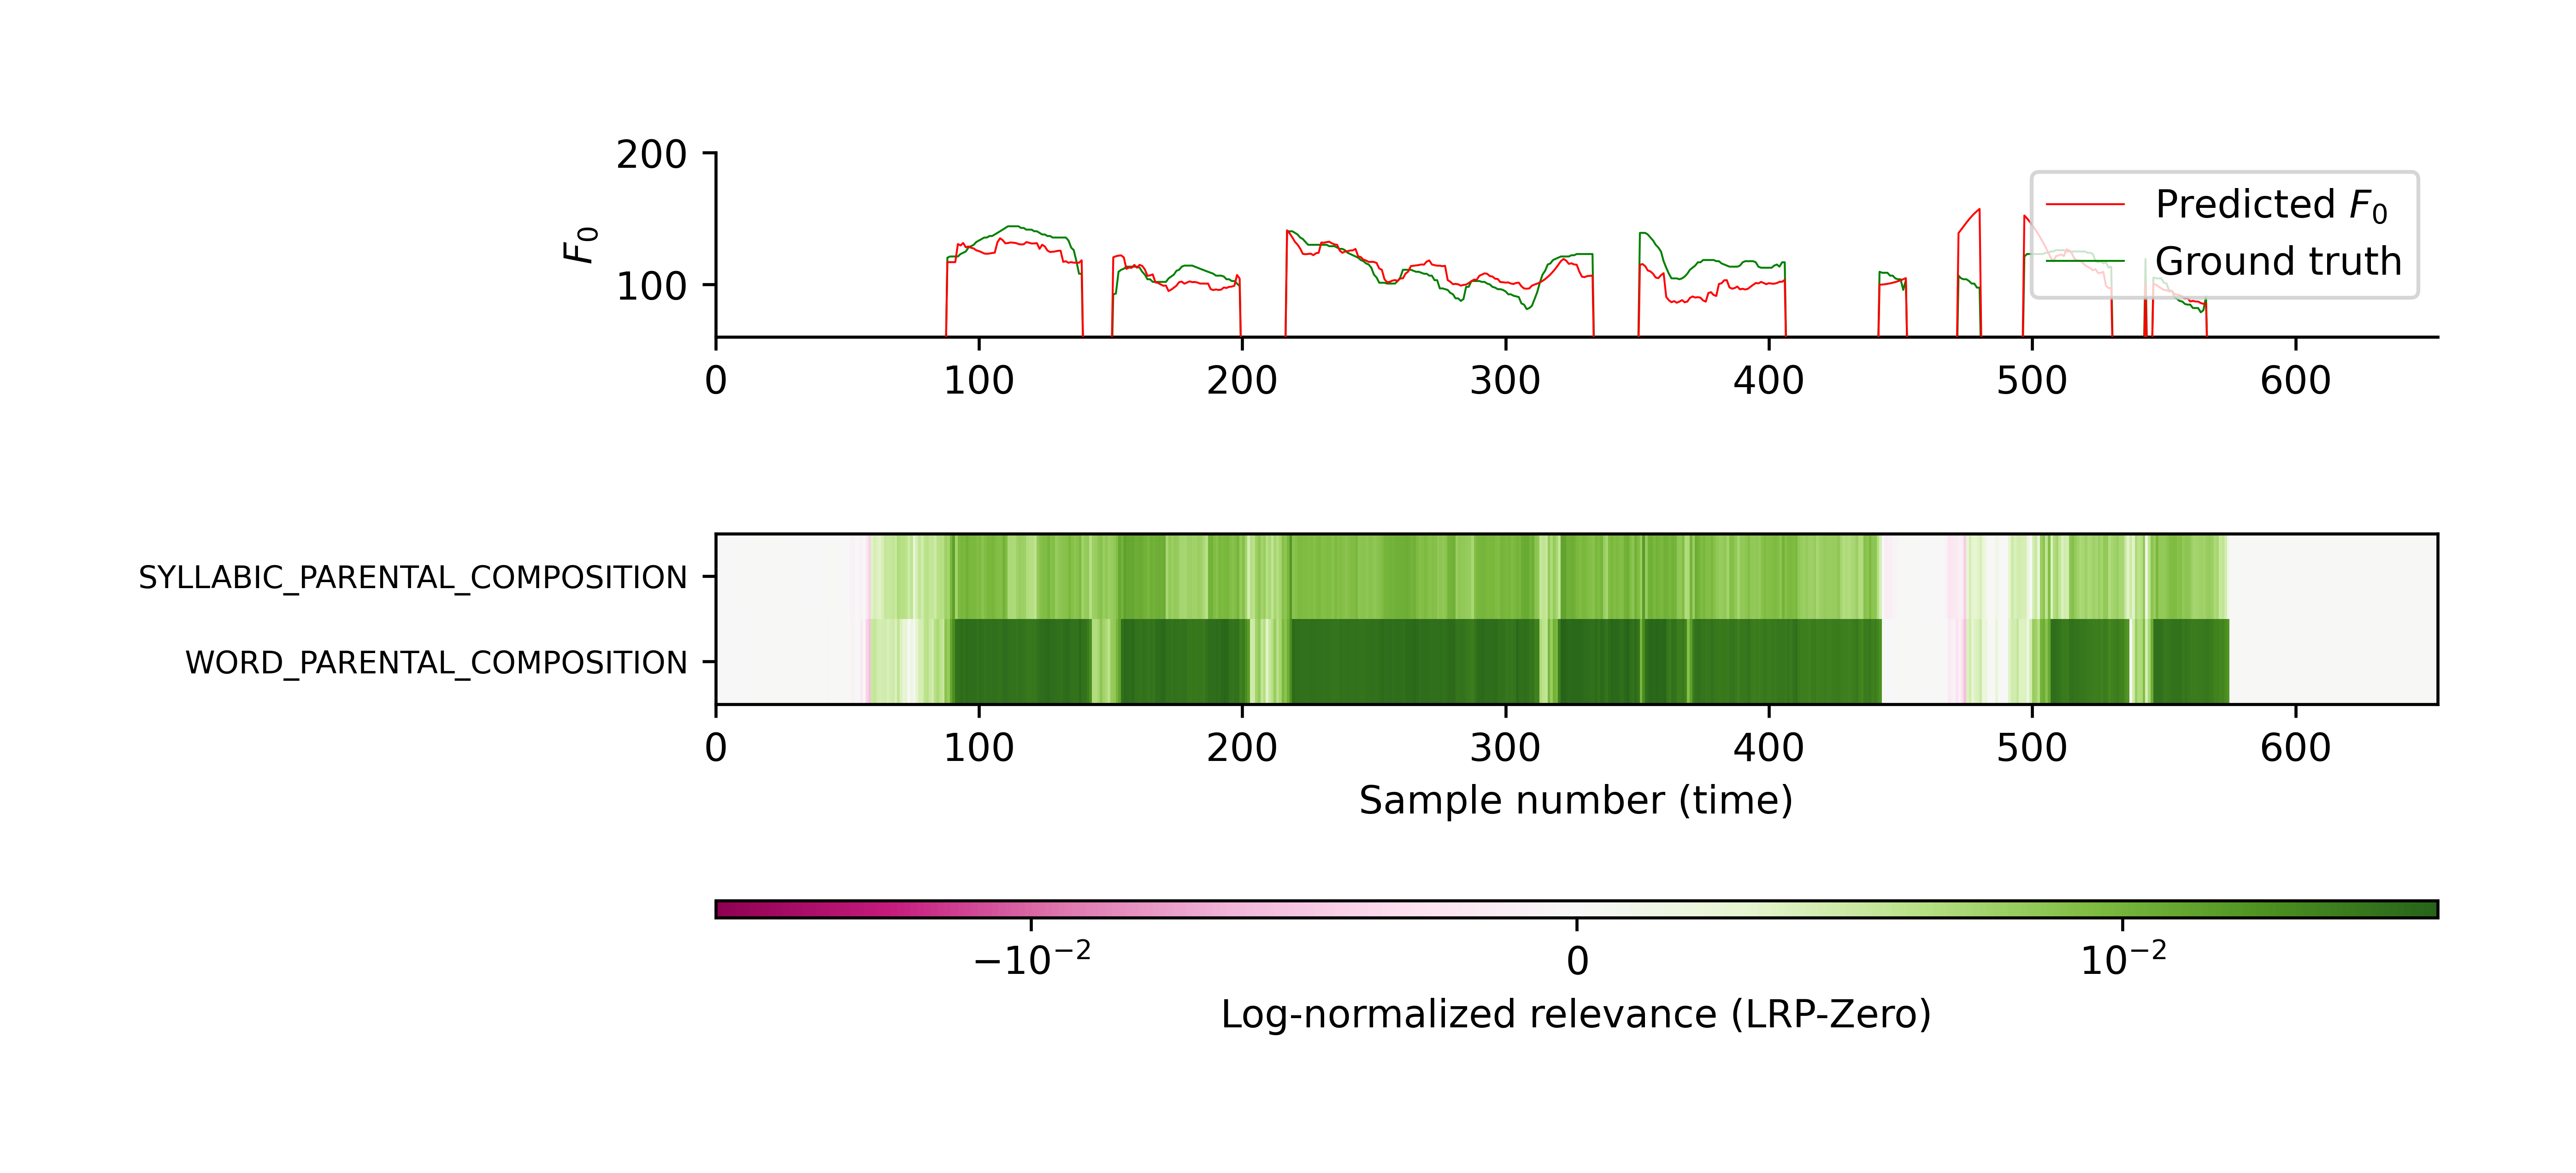 200
100
F₀
Predicted F₀
Ground truth
0 100 200 300 400 500 600
SYLLABIC_PARENTAL_COMPOSITION
WORD_PARENTAL_COMPOSITION
0 100 200 300 400 500 600
Sample number (time)
−10⁻² 0 10⁻²
Log-normalized relevance (LRP-Zero)